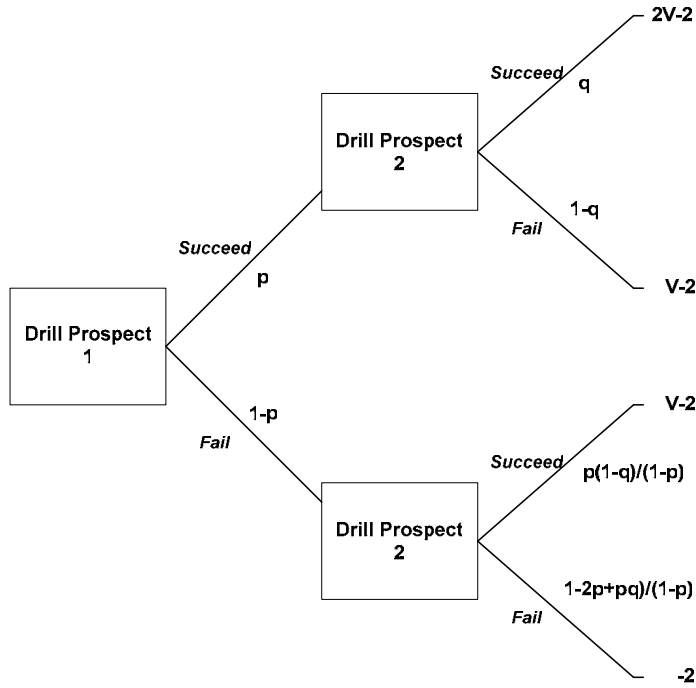 2V-2
Succeed
q
Drill Prospect
2
1-q
Fail
V-2
Succeed
p
Drill Prospect
1
1-p
Fail
V-2
Succeed
p(1-q)/(1-p)
Drill Prospect
2
1-2p+pq)/(1-p)
Fail
-2